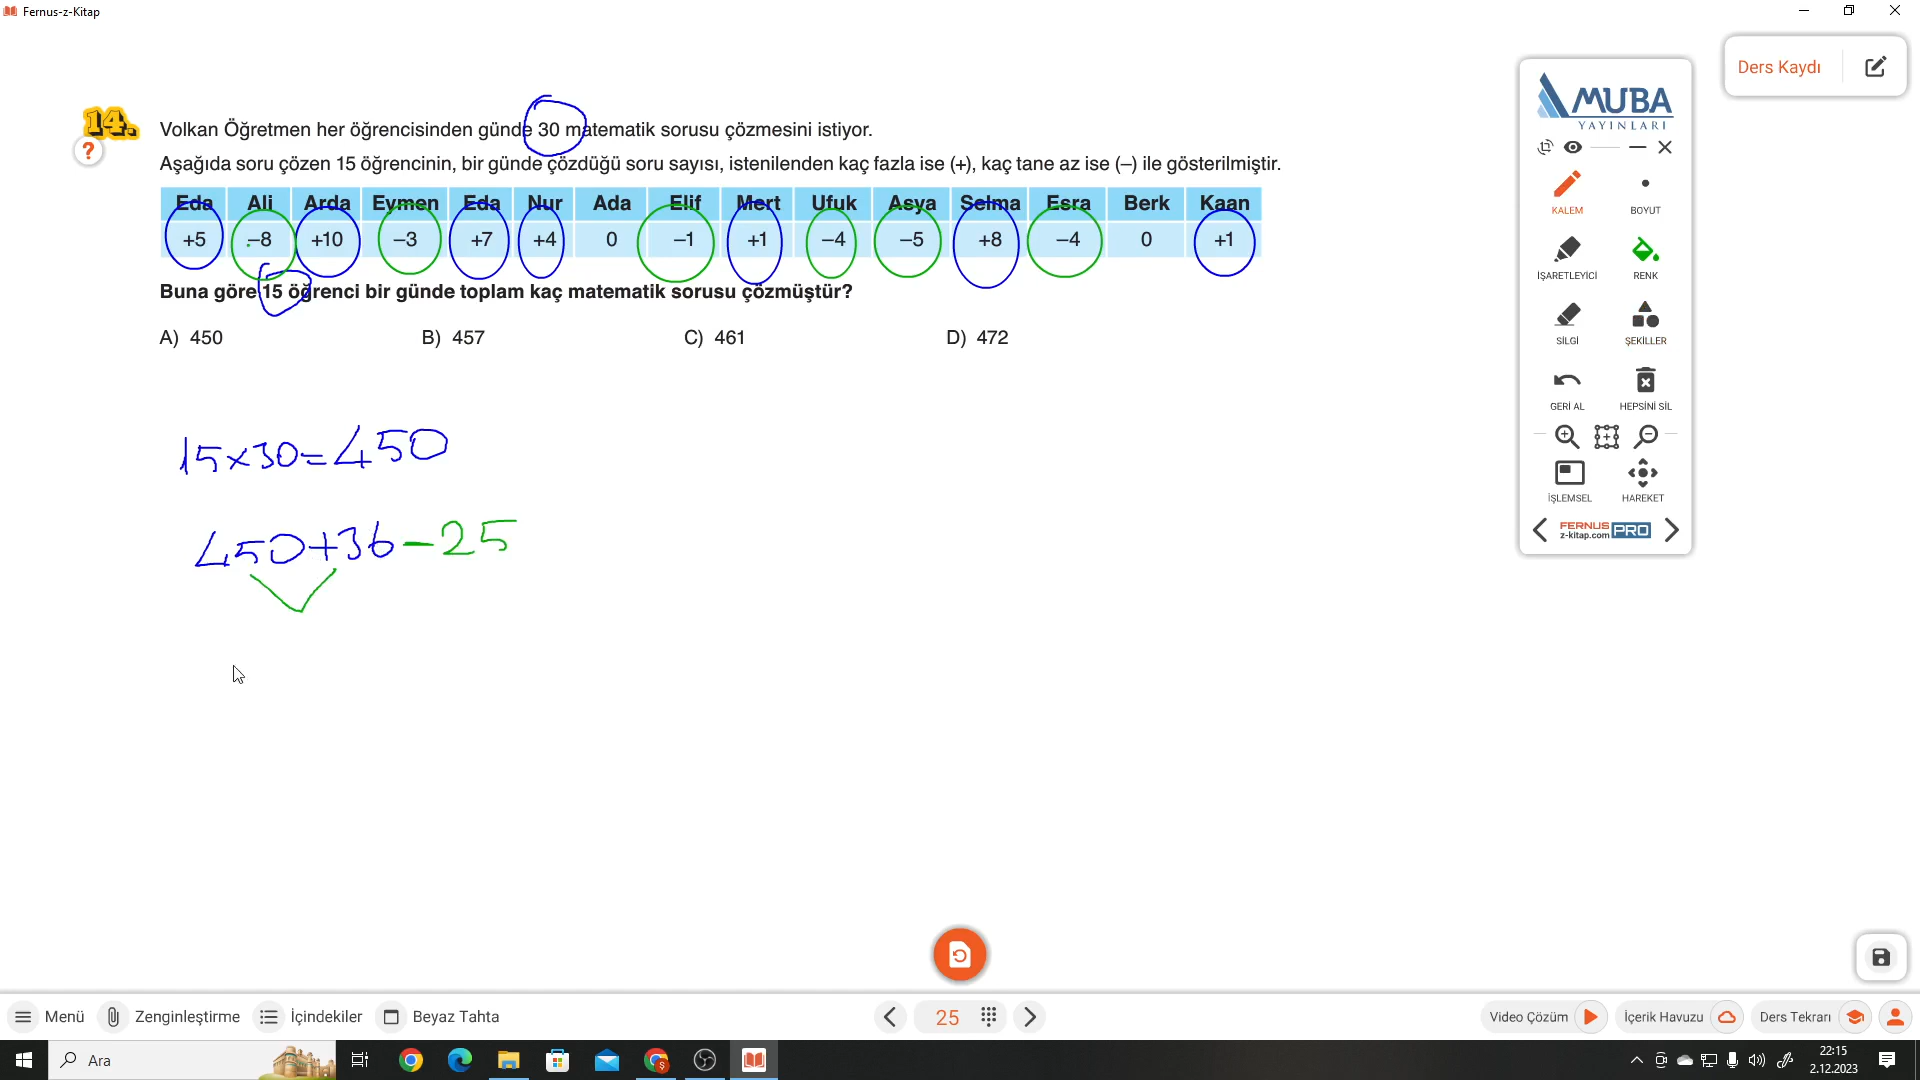 Fernus-z-Kitap
Ders Kaydı
14.
?
Volkan Öğretmen her öğrencisinden günde 30 matematik sorusu çözmesini istiyor.
Aşağıda soru çözen 15 öğrencinin, bir günde çözdüğü soru sayısı, istenilenden kaç fazla ise (+), kaç tane az ise (–) ile gösterilmiştir.
Eda Ali Arda Eymen Eda Nur Ada Elif Mert Ufuk Asya Selma Esra Berk Kaan
+5 –8 +10 –3 +7 +4 0 –1 +1 –4 –5 +8 –4 0 +1
Buna göre 15 öğrenci bir günde toplam kaç matematik sorusu çözmüştür?
A) 450 B) 457 C) 461 D) 472
15x30=450
450+36-25
MUBA
YAYINLARI
KALEM BOYUT
İŞARETLEYİCİ RENK
SİLGİ ŞEKİLLER
GERİ AL HEPSİNİ SİL
İŞLEMSEL HAREKET
FERNUS
z-kitap.com PRO
Menü Zenginleştirme İçindekiler Beyaz Tahta 25 Video Çözüm İçerik Havuzu Ders Tekrarı
Ara
22:15
2.12.2023